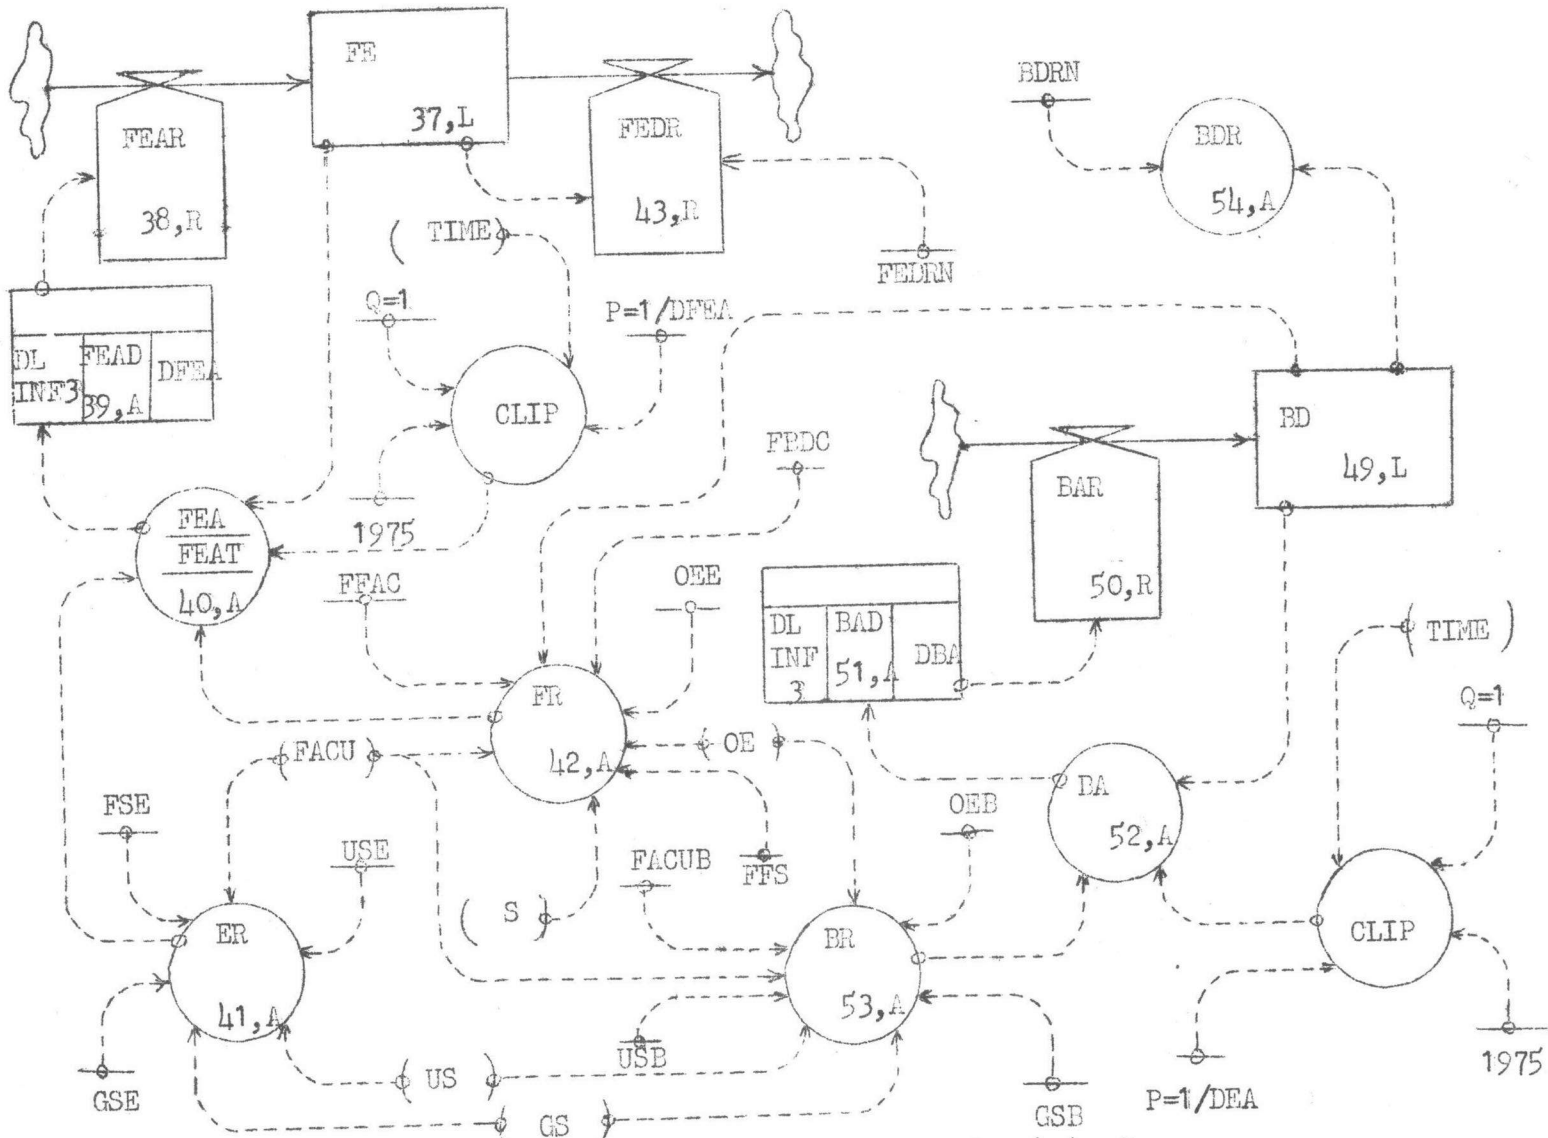 FE
37,L
FEAR
38,R
FEDR
43,R
BDRN
BDR
54,A
( TIME)
FEDRN
Q=1
P=1/DFEA
DL
INF3
FEAD
39,A
DFEA
CLIP
1975
FBDC
BD
49,L
BAR
50,R
FEA
FEAT
40,A
FFAC
OEE
DL
INF
3
BAD
51,A
DBA
(TIME)
Q=1
FR
42,A
(FACU)
(OE)
FSE
USE
FACUB
FFS
OEB
BA
52,A
( S )
ER
41,A
BR
53,A
CLIP
GSE
(US)
USB
(GS)
GSB
P=1/DEA
1975